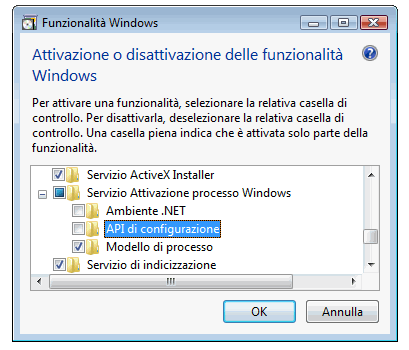 Funzionalità Windows
Attivazione o disattivazione delle funzionalità
Windows
Per attivare una funzionalità, selezionare la relativa casella di
controllo. Per disattivarla, deselezionare la relativa casella di
controllo. Una casella piena indica che è attivata solo parte della
funzionalità.
Servizio ActiveX Installer
Servizio Attivazione processo Windows
Ambiente .NET
API di configurazione
Modello di processo
Servizio di indicizzazione
OK
Annulla